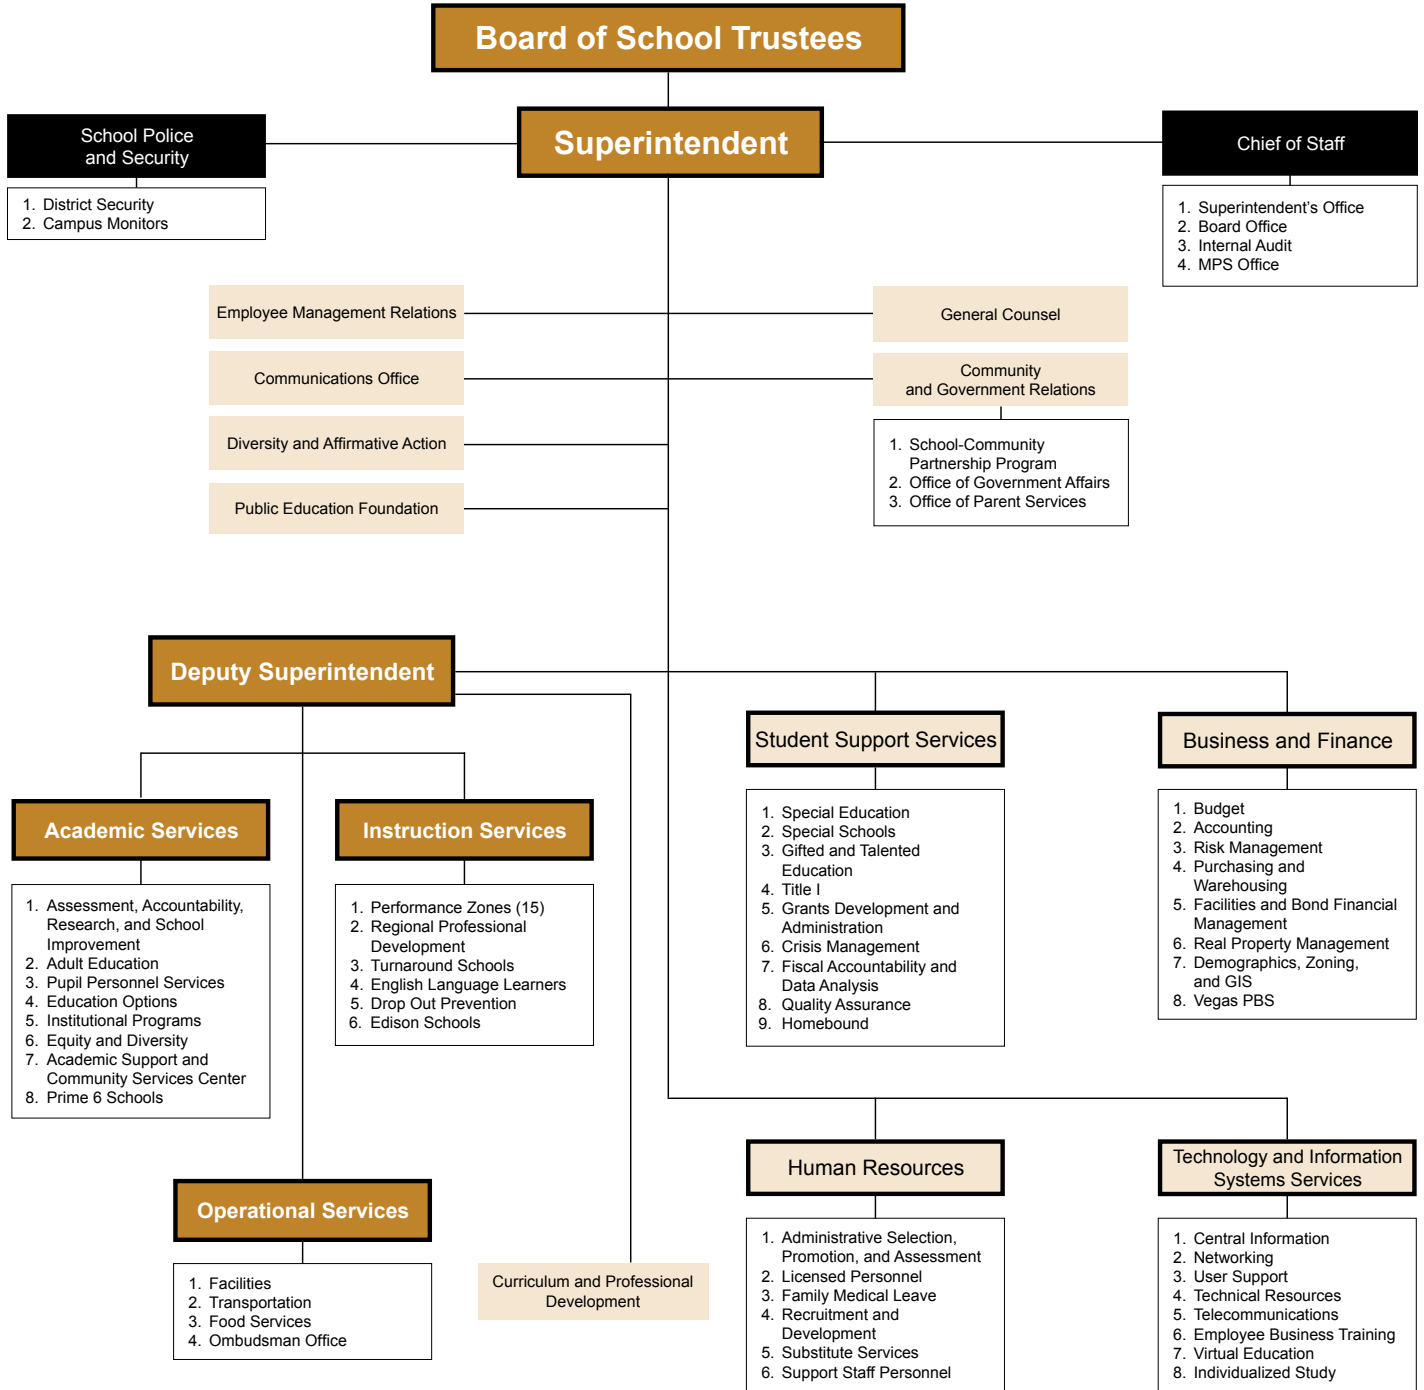 Board of School Trustees
Superintendent
School Police
and Security
1. District Security
2. Campus Monitors
Chief of Staff
1. Superintendent’s Office
2. Board Office
3. Internal Audit
4. MPS Office
Employee Management Relations
General Counsel
Communications Office
Community
and Government Relations
1. School-Community
Partnership Program
2. Office of Government Affairs
3. Office of Parent Services
Diversity and Affirmative Action
Public Education Foundation
Deputy Superintendent
Academic Services
1. Assessment, Accountability,
Research, and School
Improvement
2. Adult Education
3. Pupil Personnel Services
4. Education Options
5. Institutional Programs
6. Equity and Diversity
7. Academic Support and
Community Services Center
8. Prime 6 Schools
Instruction Services
1. Performance Zones (15)
2. Regional Professional
Development
3. Turnaround Schools
4. English Language Learners
5. Drop Out Prevention
6. Edison Schools
Student Support Services
1. Special Education
2. Special Schools
3. Gifted and Talented
Education
4. Title I
5. Grants Development and
Administration
6. Crisis Management
7. Fiscal Accountability and
Data Analysis
8. Quality Assurance
9. Homebound
Business and Finance
1. Budget
2. Accounting
3. Risk Management
4. Purchasing and
Warehousing
5. Facilities and Bond Financial
Management
6. Real Property Management
7. Demographics, Zoning,
and GIS
8. Vegas PBS
Operational Services
1. Facilities
2. Transportation
3. Food Services
4. Ombudsman Office
Curriculum and Professional
Development
Human Resources
1. Administrative Selection,
Promotion, and Assessment
2. Licensed Personnel
3. Family Medical Leave
4. Recruitment and
Development
5. Substitute Services
6. Support Staff Personnel
Technology and Information
Systems Services
1. Central Information
2. Networking
3. User Support
4. Technical Resources
5. Telecommunications
6. Employee Business Training
7. Virtual Education
8. Individualized Study